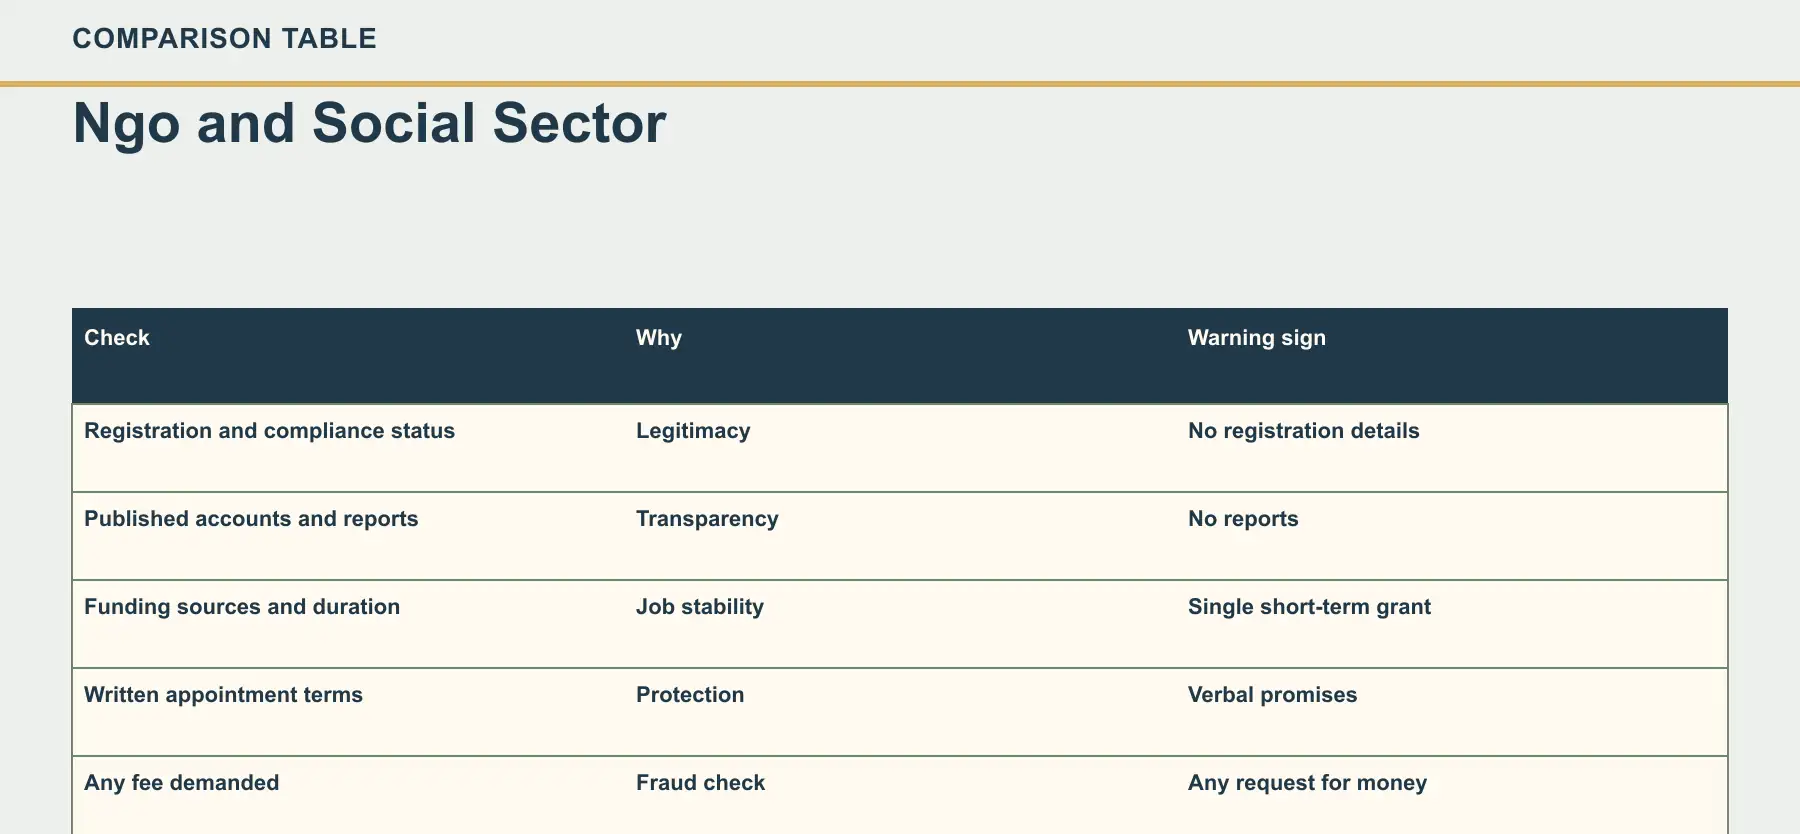 COMPARISON TABLE
Ngo and Social Sector
Check Why Warning sign
Registration and compliance status Legitimacy No registration details
Published accounts and reports Transparency No reports
Funding sources and duration Job stability Single short-term grant
Written appointment terms Protection Verbal promises
Any fee demanded Fraud check Any request for money